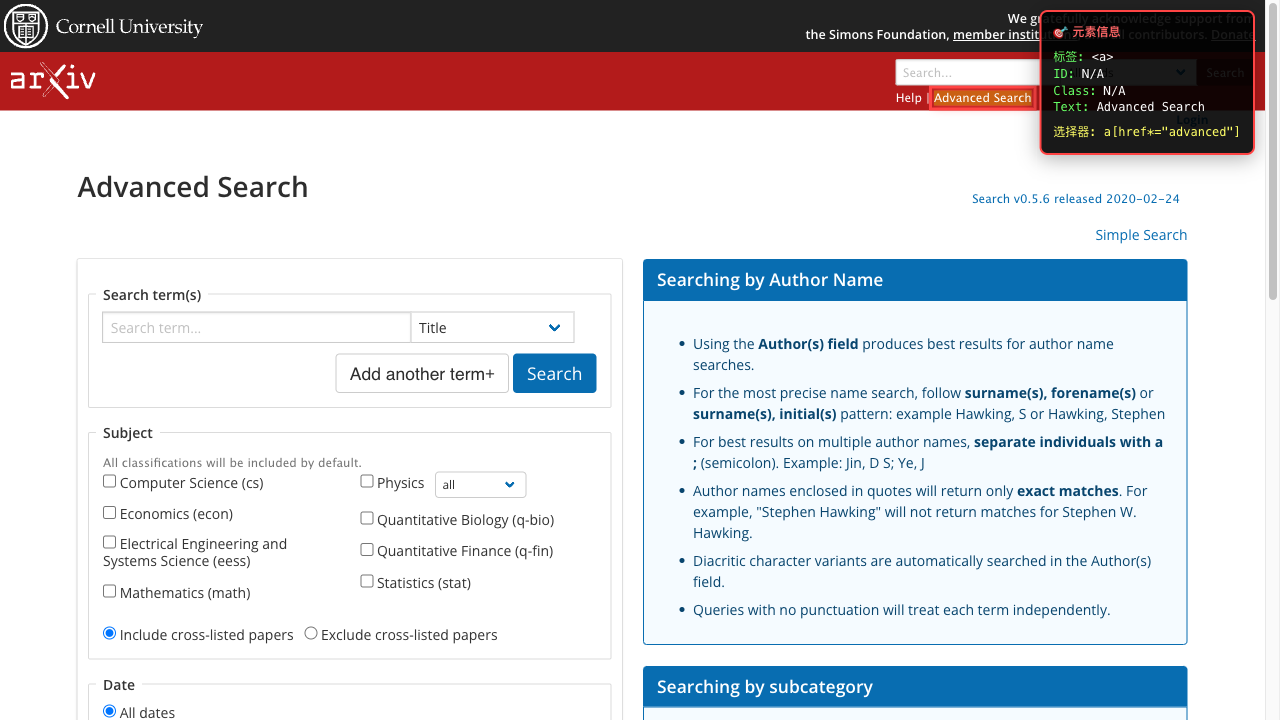 Cornell University
We gratefully acknowledge support from
the Simons Foundation, member instit contributors. Donate
🎯 元素信息
标签: <a>
ID: N/A
Class: N/A
Text: Advanced Search
选择器: a[href*="advanced"]
arXiv
Search...
Search
Help | Advanced Search
Login
Advanced Search
Search v0.5.6 released 2020-02-24
Simple Search
Search term(s)
Search term...
Title
Add another term+
Search
Subject
All classifications will be included by default.
Computer Science (cs)
Physics
all
Economics (econ)
Quantitative Biology (q-bio)
Electrical Engineering and
Systems Science (eess)
Quantitative Finance (q-fin)
Mathematics (math)
Statistics (stat)
Include cross-listed papers
Exclude cross-listed papers
Date
All dates
Searching by Author Name
• Using the Author(s) field produces best results for author name
searches.
• For the most precise name search, follow surname(s), forename(s) or
surname(s), initial(s) pattern: example Hawking, S or Hawking, Stephen
• For best results on multiple author names, separate individuals with a
; (semicolon). Example: Jin, D S; Ye, J
• Author names enclosed in quotes will return only exact matches. For
example, "Stephen Hawking" will not return matches for Stephen W.
Hawking.
• Diacritic character variants are automatically searched in the Author(s)
field.
• Queries with no punctuation will treat each term independently.
Searching by subcategory